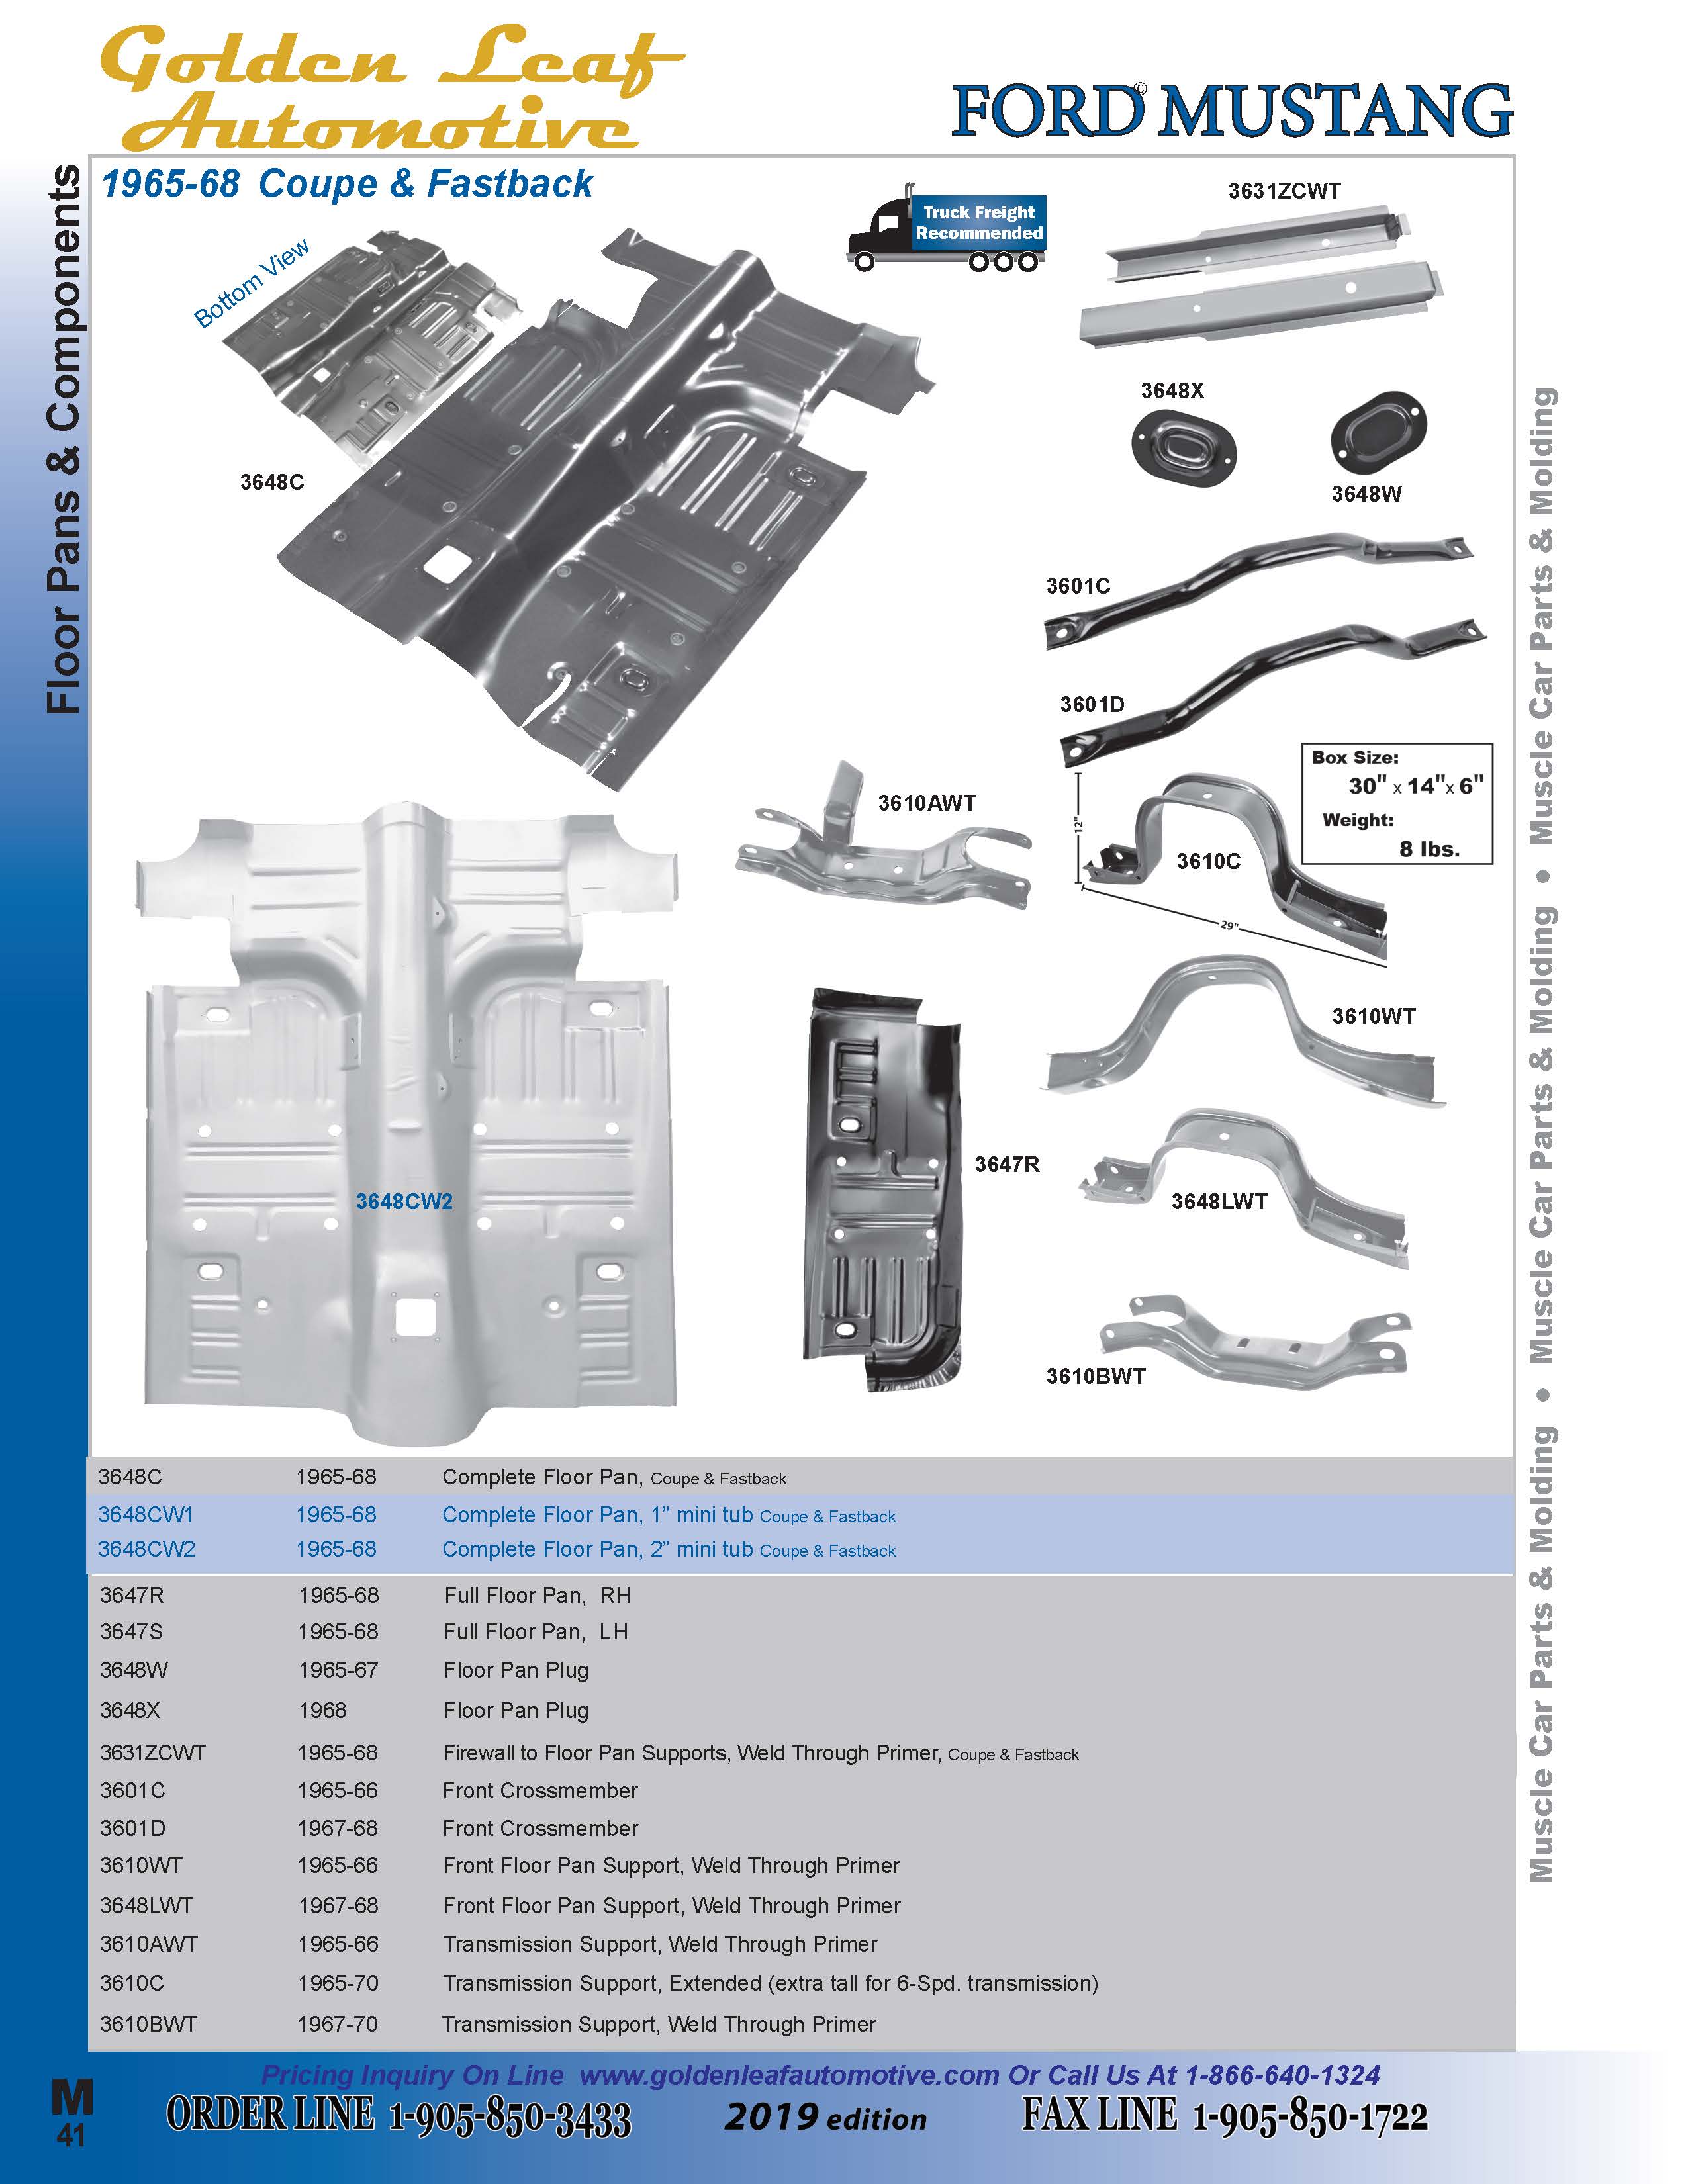 Golden Leaf
Automotive
FORD© MUSTANG
Floor Pans & Components
1965-68 Coupe & Fastback
Truck Freight
Recommended
3631ZCWT
Bottom View
3648X
3648C
3648W
3601C
3601D
Box Size:
30" x 14"x 6"
Weight:
8 lbs.
3610AWT
12"
3610C
29"
3610WT
3647R
3648CW2
3648LWT
3610BWT
3648C 1965-68 Complete Floor Pan, Coupe & Fastback
3648CW1 1965-68 Complete Floor Pan, 1” mini tub Coupe & Fastback
3648CW2 1965-68 Complete Floor Pan, 2” mini tub Coupe & Fastback
3647R 1965-68 Full Floor Pan, RH
3647S 1965-68 Full Floor Pan, LH
3648W 1965-67 Floor Pan Plug
3648X 1968 Floor Pan Plug
3631ZCWT 1965-68 Firewall to Floor Pan Supports, Weld Through Primer, Coupe & Fastback
3601C 1965-66 Front Crossmember
3601D 1967-68 Front Crossmember
3610WT 1965-66 Front Floor Pan Support, Weld Through Primer
3648LWT 1967-68 Front Floor Pan Support, Weld Through Primer
3610AWT 1965-66 Transmission Support, Weld Through Primer
3610C 1965-70 Transmission Support, Extended (extra tall for 6-Spd. transmission)
3610BWT 1967-70 Transmission Support, Weld Through Primer
Muscle Car Parts & Molding • Muscle Car Parts & Molding • Muscle Car Parts & Molding
Pricing Inquiry On Line www.goldenleafautomotive.com Or Call Us At 1-866-640-1324
M
41
ORDER LINE 1-905-850-3433
2019 edition
FAX LINE 1-905-850-1722